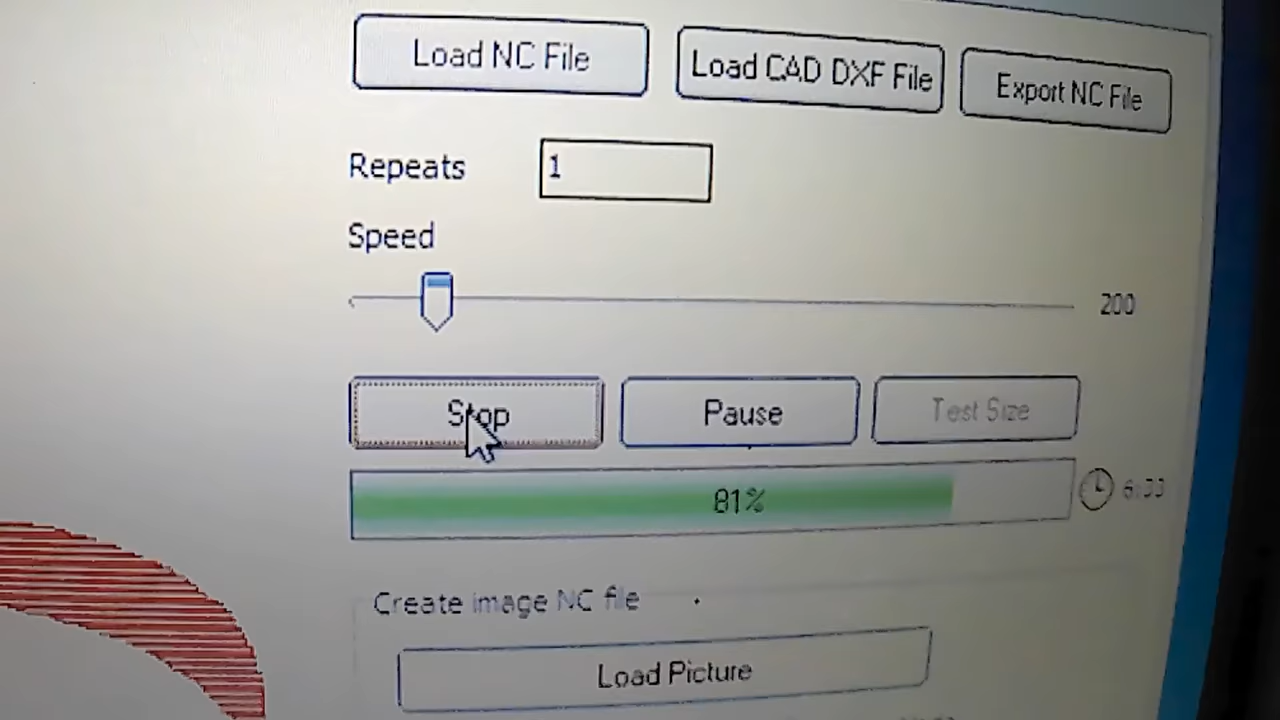 Load NC File
Load CAD DXF File
Export NC File
Repeats
1
Speed
200
Stop
Pause
Test Size
81%
Create image NC file
Load Picture